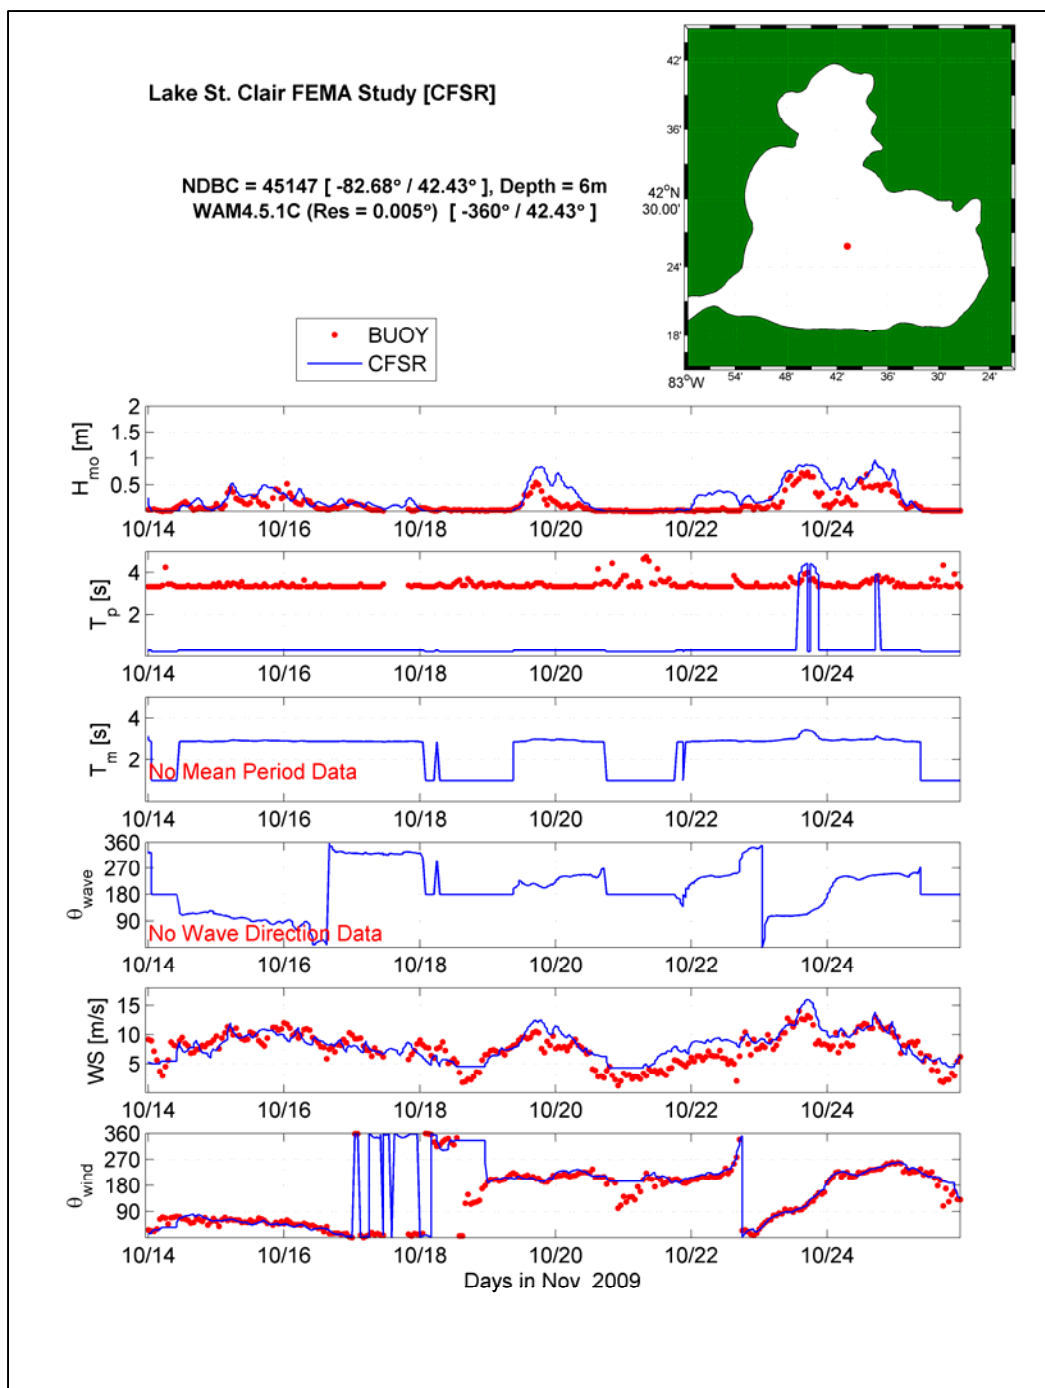 Lake St. Clair FEMA Study [CFSR]
NDBC = 45147 [ -82.68° / 42.43° ], Depth = 6m
WAM4.5.1C (Res = 0.005°) [ -360° / 42.43° ]
42'
36'
42°N
30.00'
24'
18'
83°W
54'
48'
42'
36'
30'
24'
BUOY
CFSR
Hmo [m]
2
1.5
1
0.5
10/14 10/16 10/18 10/20 10/22 10/24
Tp [s]
4
2
10/14 10/16 10/18 10/20 10/22 10/24
Tm [s]
4
2
No Mean Period Data
10/14 10/16 10/18 10/20 10/22 10/24
θwave
360
270
180
90
No Wave Direction Data
10/14 10/16 10/18 10/20 10/22 10/24
WS [m/s]
15
10
5
10/14 10/16 10/18 10/20 10/22 10/24
θwind
360
270
180
90
10/14 10/16 10/18 10/20 10/22 10/24
Days in Nov 2009